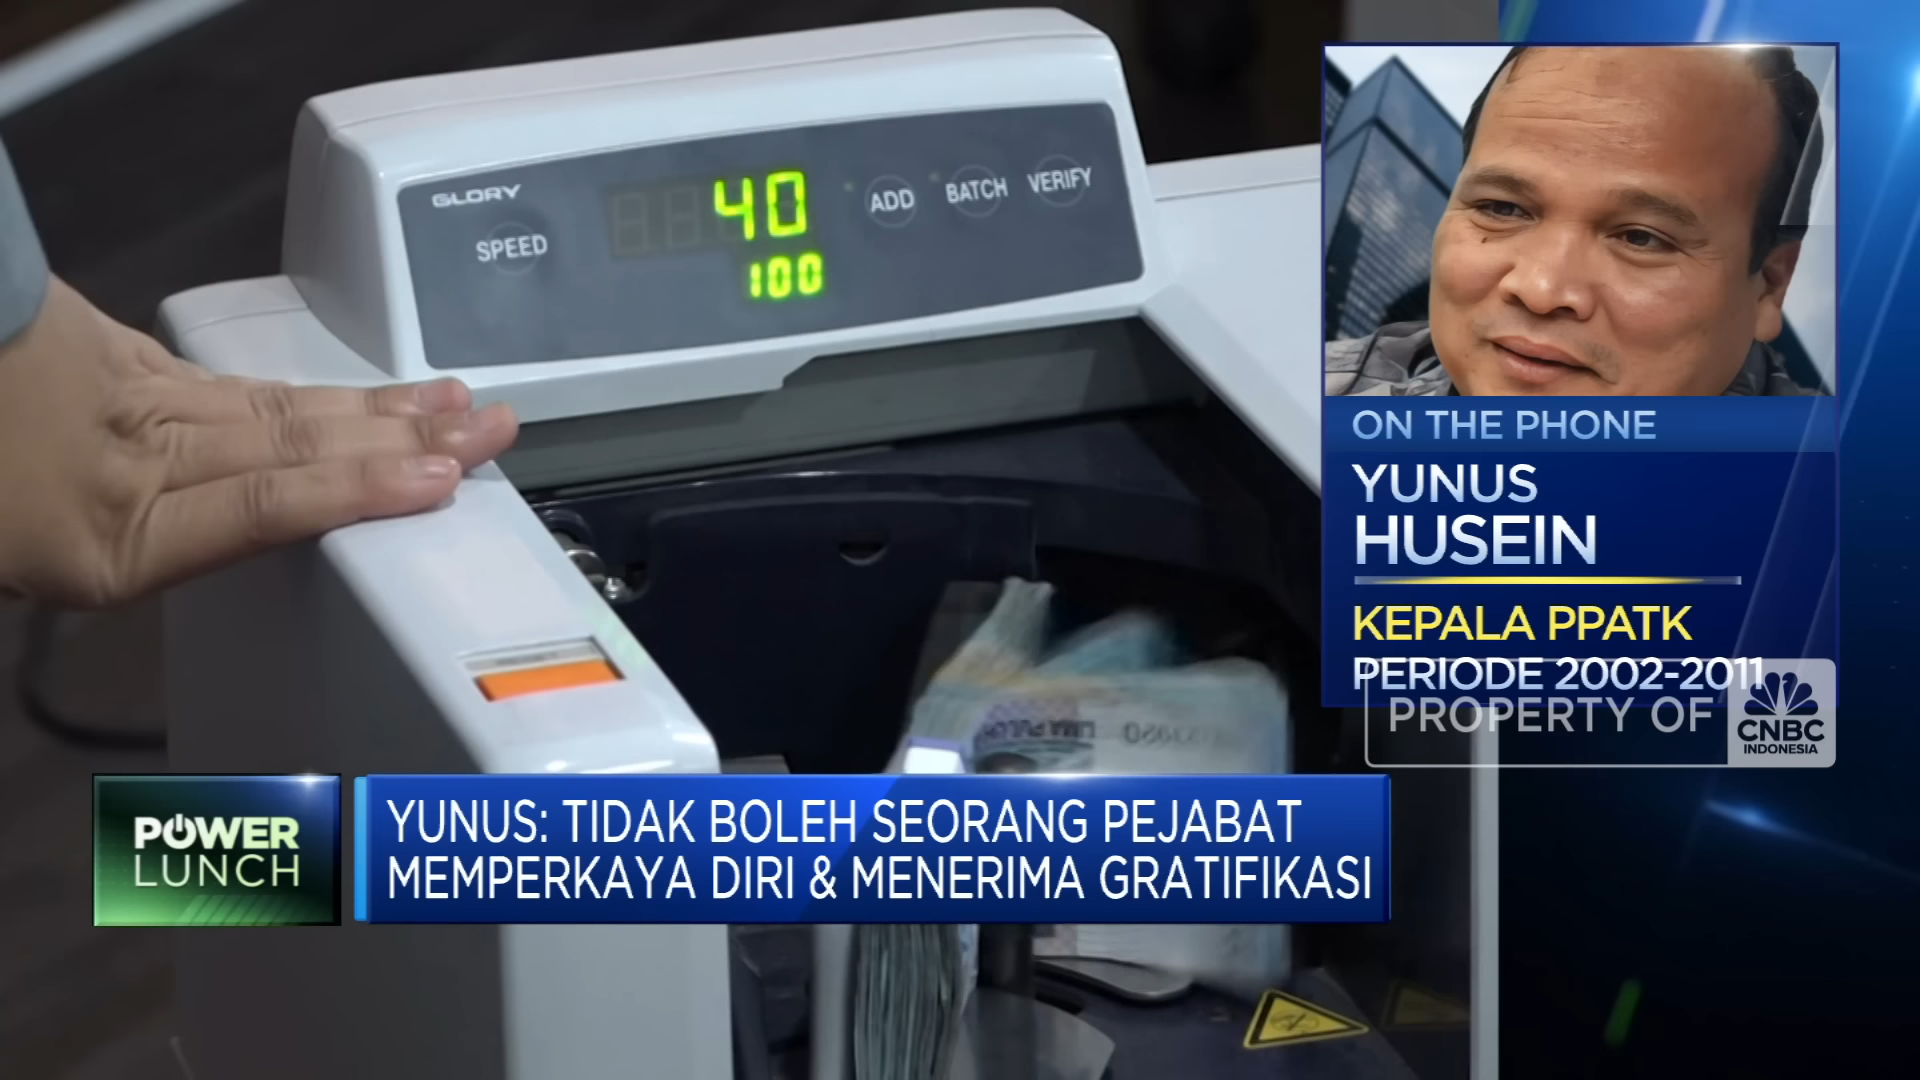 GLORY
SPEED
40
100
ADD
BATCH
VERIFY
ON THE PHONE
YUNUS
HUSEIN
KEPALA PPATK
PERIODE 2002-2011
PROPERTY OF
CNBC
INDONESIA
POWER
LUNCH
YUNUS: TIDAK BOLEH SEORANG PEJABAT
MEMPERKAYA DIRI & MENERIMA GRATIFIKASI